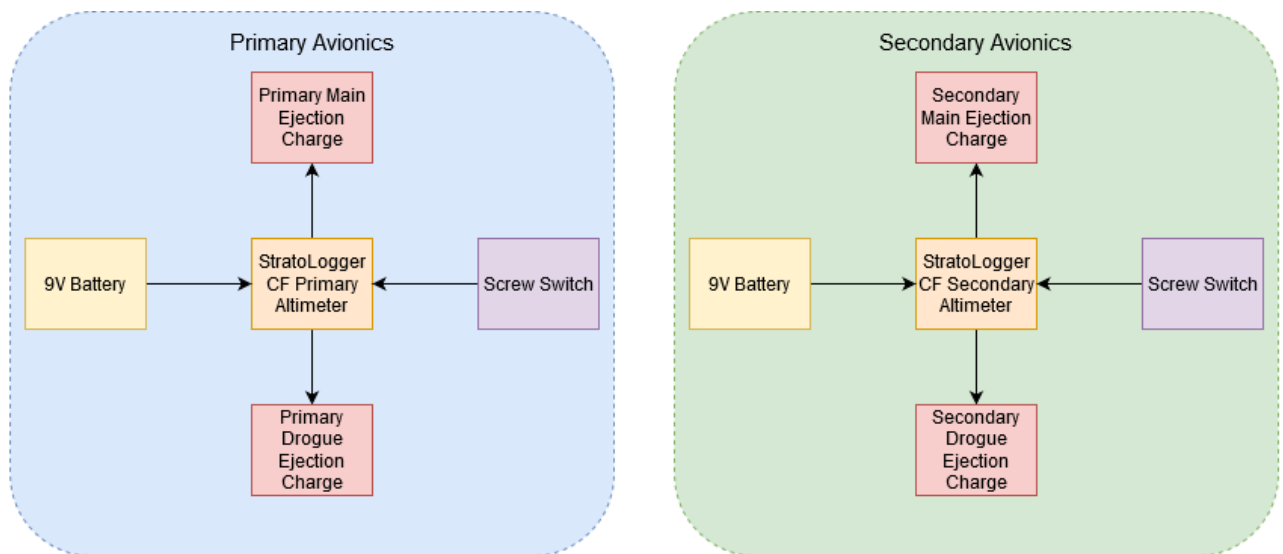 Primary Avionics
Primary Main
Ejection
Charge
9V Battery
StratoLogger
CF Primary
Altimeter
Screw Switch
Primary
Drogue
Ejection
Charge
Secondary Avionics
Secondary
Main Ejection
Charge
9V Battery
StratoLogger
CF Secondary
Altimeter
Screw Switch
Secondary
Drogue
Ejection
Charge